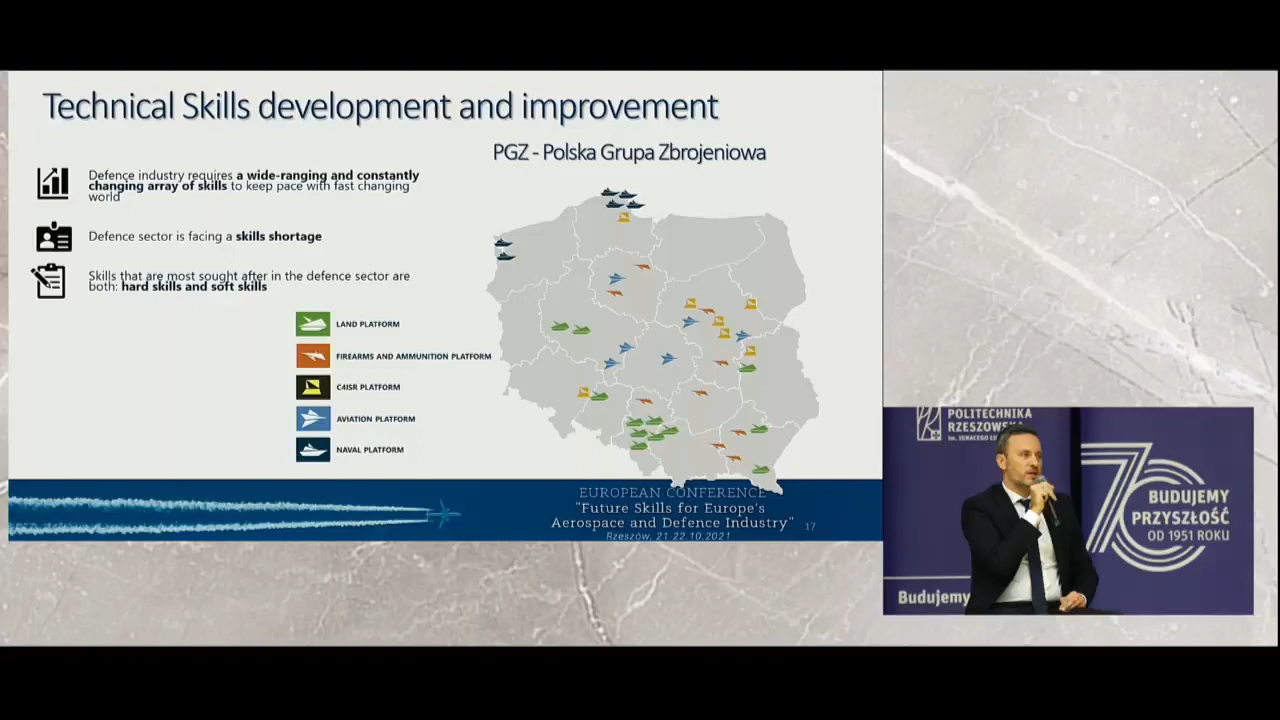 Technical Skills development and improvement
PGZ - Polska Grupa Zbrojeniowa
Defence industry requires a wide-ranging and constantly
changing array of skills to keep pace with fast changing
world
Defence sector is facing a skills shortage
Skills that are most sought after in the defence sector are
both: hard skills and soft skills
LAND PLATFORM
FIREARMS AND AMMUNITION PLATFORM
C4ISR PLATFORM
AVIATION PLATFORM
NAVAL PLATFORM
EUROPEAN CONFERENCE
"Future Skills for Europe's
Aerospace and Defence Industry"
17
Rzeszów, 21-22.10.2021
POLITECHNIKA
RZESZOWSKA
im. IGNACEGO
70
BUDUJEMY
PRZYSZŁOŚĆ
OD 1951 ROKU
Budujemy